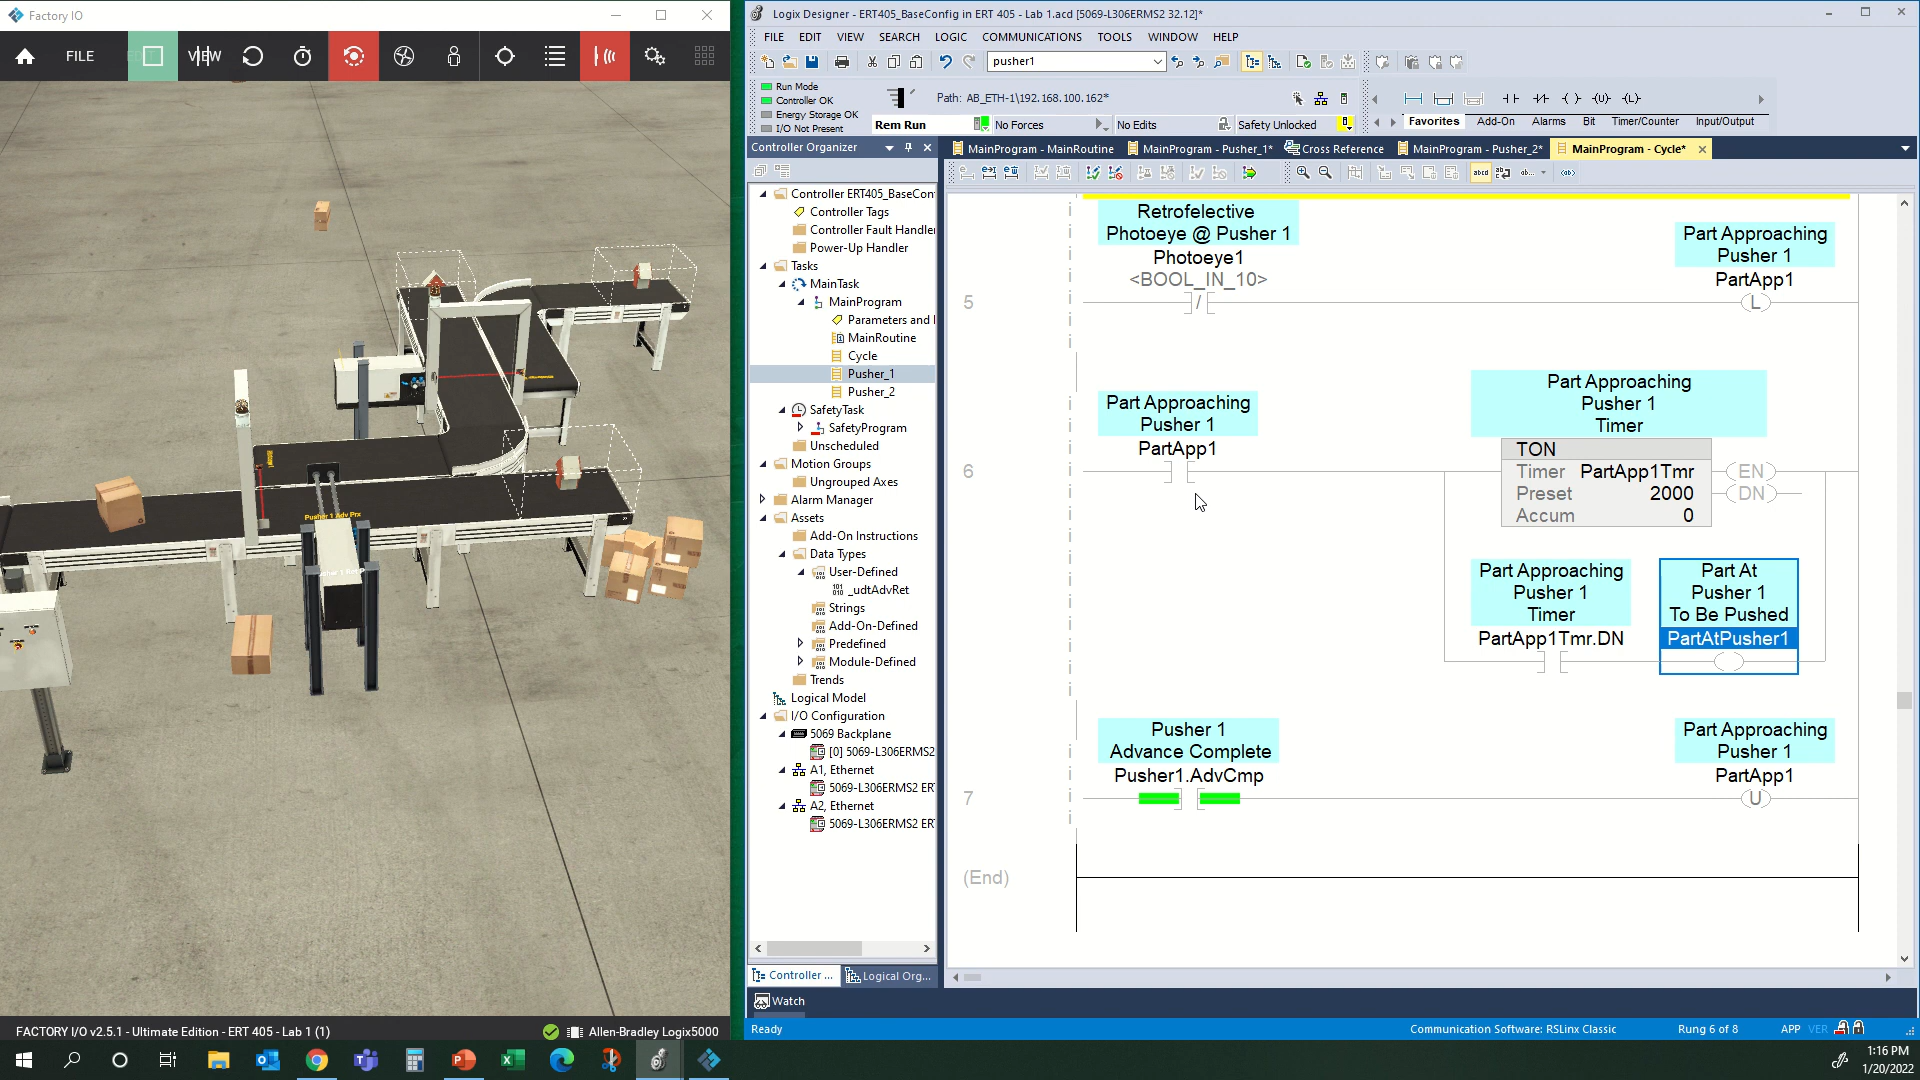 Factory IO
FILE
VIEW
Pusher 1 Adv Prx
FACTORY I/O v2.5.1 - Ultimate Edition - ERT 405 - Lab 1 (1)
Allen-Bradley Logix5000
Logix Designer - ERT405_BaseConfig in ERT 405 - Lab 1.acd [5069-L306ERMS2 32.12]*
FILE EDIT VIEW SEARCH LOGIC COMMUNICATIONS TOOLS WINDOW HELP
pusher1
Run Mode
Controller OK
Energy Storage OK
I/O Not Present
Path: AB_ETH-1\192.168.100.162*
Rem Run
No Forces
No Edits
Safety Unlocked
Favorites Add-On Alarms Bit Timer/Counter Input/Output
Controller Organizer
MainProgram - MainRoutine
MainProgram - Pusher_1*
Cross Reference
MainProgram - Pusher_2*
MainProgram - Cycle*
Controller ERT405_BaseCon
Controller Tags
Controller Fault Handler
Power-Up Handler
Tasks
MainTask
MainProgram
Parameters and
MainRoutine
Cycle
Pusher_1
Pusher_2
SafetyTask
SafetyProgram
Unscheduled
Motion Groups
Ungrouped Axes
Alarm Manager
Assets
Add-On Instructions
Data Types
User-Defined
_udtAdvRet
Strings
Add-On-Defined
Predefined
Module-Defined
Trends
Logical Model
I/O Configuration
5069 Backplane
[0] 5069-L306ERMS2
A1, Ethernet
5069-L306ERMS2 ER
A2, Ethernet
5069-L306ERMS2 ER
Controller ...
Logical Org...
Retrofelective
Photoeye @ Pusher 1
Photoeye1
<BOOL_IN_10>
Part Approaching
Pusher 1
PartApp1
5
L
Part Approaching
Pusher 1
PartApp1
6
Part Approaching
Pusher 1
Timer
TON
Timer PartApp1Tmr
Preset 2000
Accum 0
EN
DN
Part Approaching
Pusher 1
Timer
PartApp1Tmr.DN
Part At
Pusher 1
To Be Pushed
PartAtPusher1
Pusher 1
Advance Complete
Pusher1.AdvCmp
Part Approaching
Pusher 1
PartApp1
7
U
(End)
Watch
Ready
Communication Software: RSLinx Classic
Rung 6 of 8
APP VER
1:16 PM
1/20/2022